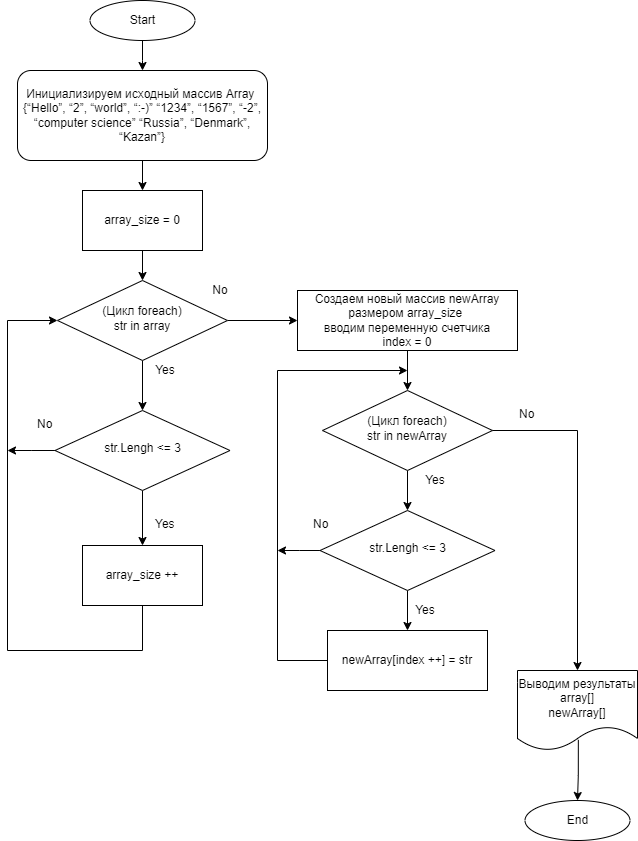 Start
Инициализируем исходный массив Array
{“Hello”, “2”, “world”, “:-)” “1234”, “1567”, “-2”,
“computer science” “Russia”, “Denmark”,
“Kazan”}
array_size = 0
(Цикл foreach)
str in array
No
Yes
str.Lengh <= 3
No
Yes
array_size ++
Создаем новый массив newArray
размером array_size
вводим переменную счетчика
index = 0
(Цикл foreach)
str in newArray
No
Yes
str.Lengh <= 3
No
Yes
newArray[index ++] = str
Выводим результаты
array[]
newArray[]
End